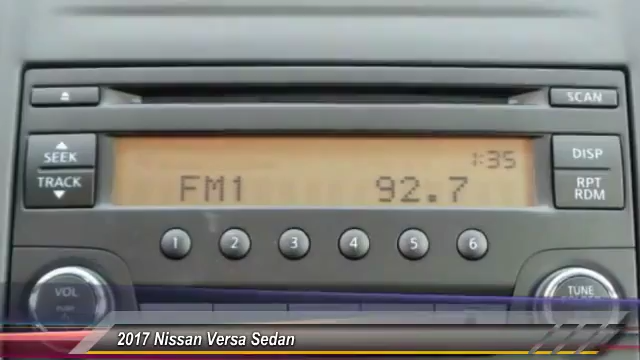 SCAN
SEEK
TRACK
1:35
FM1 92.7
DISP
RPT
RDM
1 2 3 4 5 6
VOL
TUNE
2017 Nissan Versa Sedan